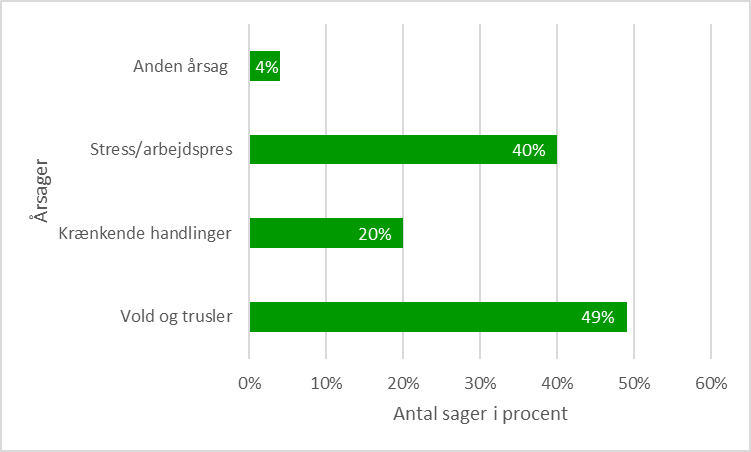 Årsager
Anden årsag 4%
Stress/arbejdspres 40%
Krænkende handlinger 20%
Vold og trusler 49%
0% 10% 20% 30% 40% 50% 60%
Antal sager i procent